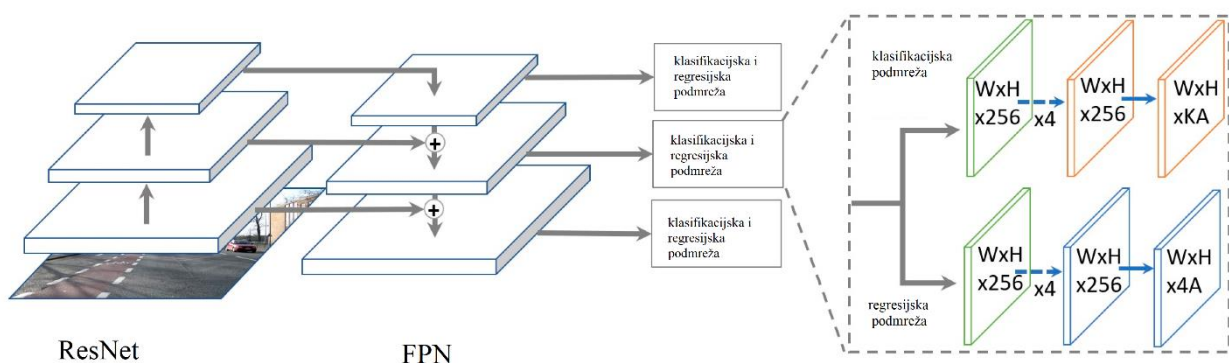 klasifikacijska i
regresijska
podmreža
klasifikacijska i
regresijska
podmreža
klasifikacijska i
regresijska
podmreža
klasifikacijska
podmreža
WxH
x256
x4
WxH
x256
WxH
xKA
regresijska
podmreža
WxH
x256
x4
WxH
x256
WxH
x4A
+
+
ResNet
FPN